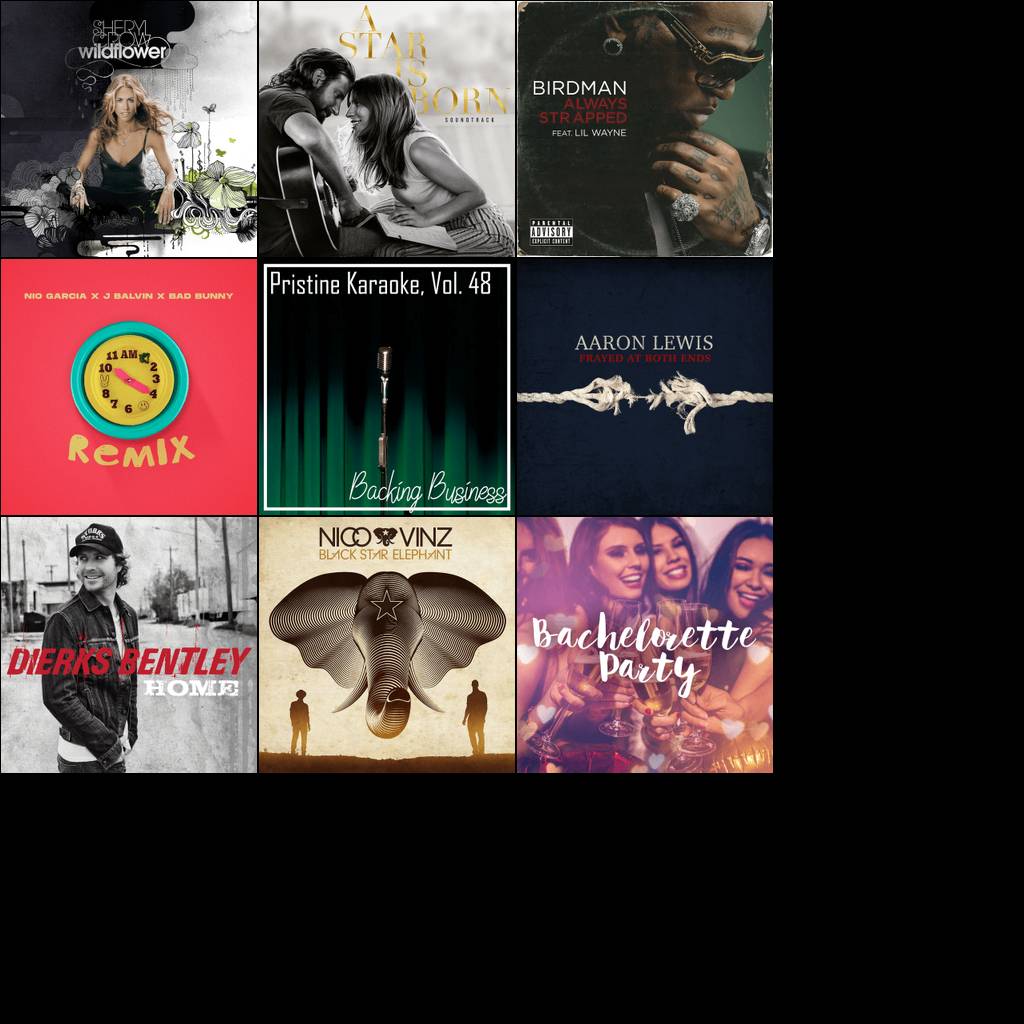 SHERYL
CROW
wildflower
A
STAR
IS
BORN
SOUNDTRACK
BIRDMAN
ALWAYS
STRAPPED
FEAT. LIL WAYNE
PARENTAL
ADVISORY
EXPLICIT CONTENT
NIO GARCIA X J BALVIN X BAD BUNNY
11 AM
10 2
3
8 4
7 6
REMIX
Pristine Karaoke, Vol. 48
Backing Business
AARON LEWIS
FRAYED AT BOTH ENDS
DIERKS BENTLEY
HOME
NICO VINZ
BLACK STAR ELEPHANT
Bachelorette
Party